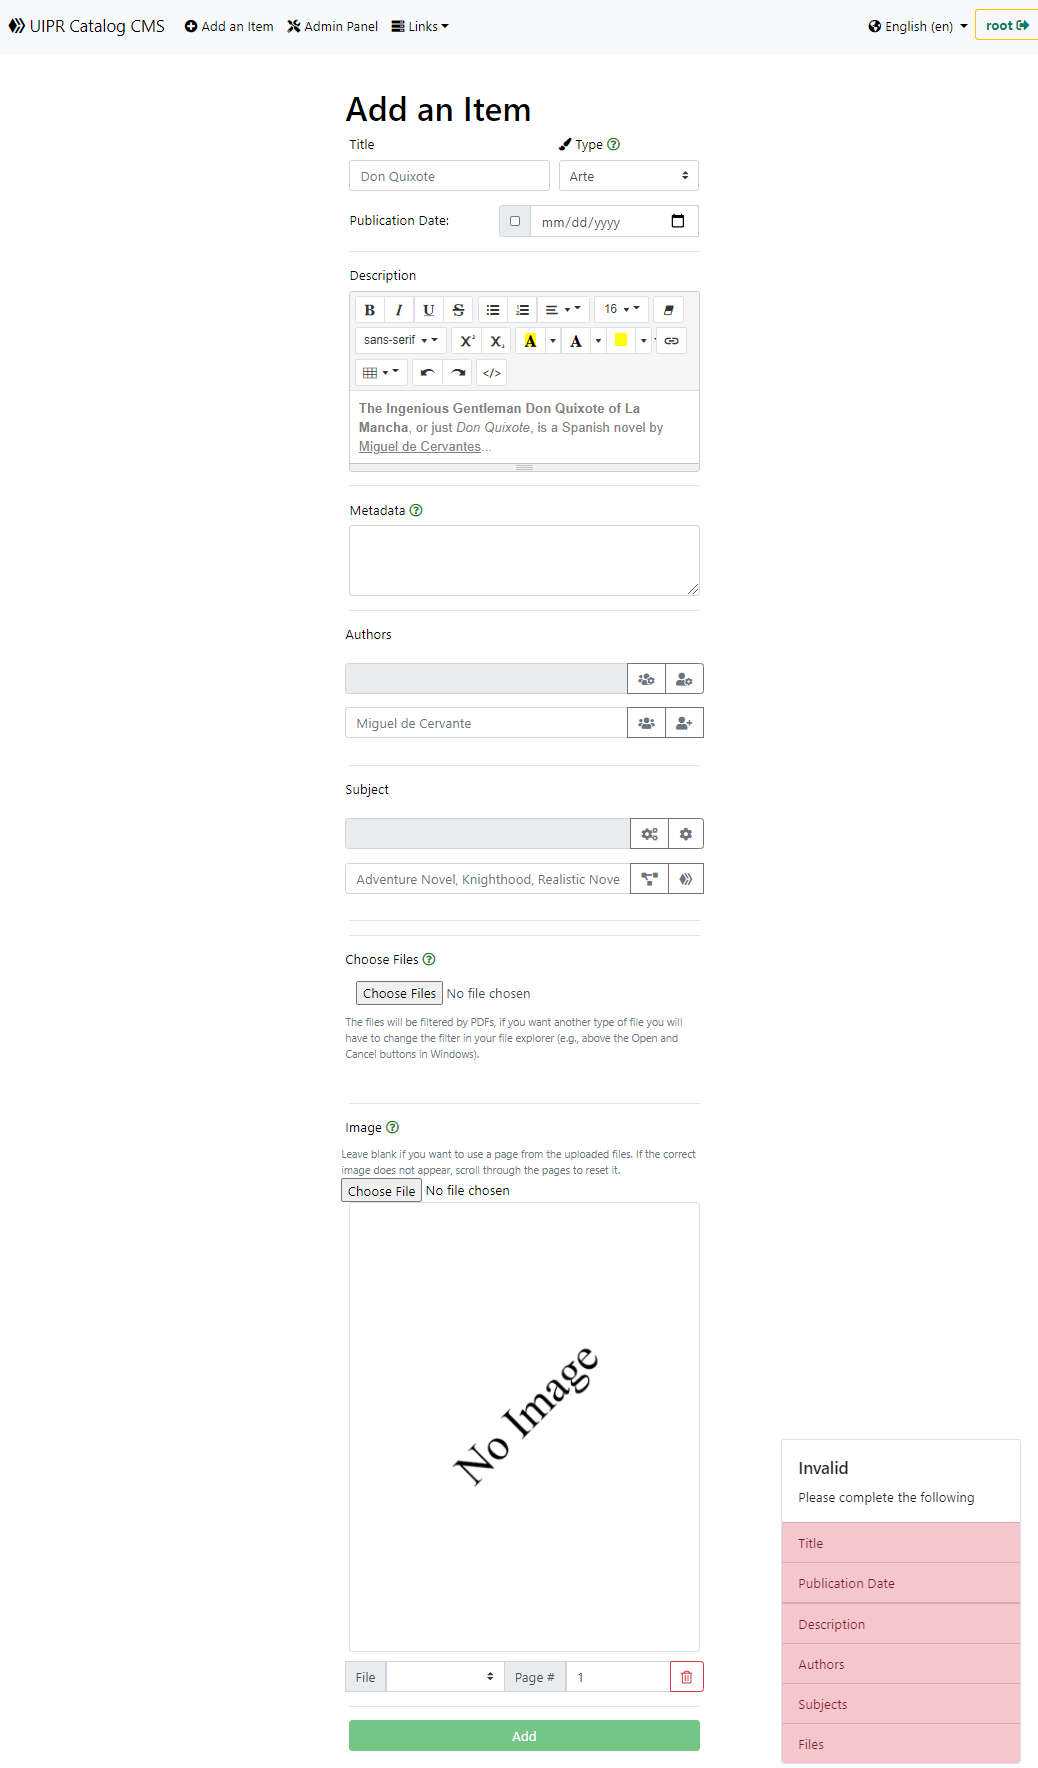 UIPR Catalog CMS Add an Item Admin Panel Links English (en) root
Add an Item
Title Type
Don Quixote Arte
Publication Date: mm/dd/yyyy
Description
B I U S 16
sans-serif X² X₂ A A
</>
The Ingenious Gentleman Don Quixote of La
Mancha, or just Don Quixote, is a Spanish novel by
Miguel de Cervantes...
Metadata
Authors
Miguel de Cervante
Subject
Adventure Novel, Knighthood, Realistic Nove
Choose Files
Choose Files No file chosen
The files will be filtered by PDFs, if you want another type of file you will
have to change the filter in your file explorer (e.g., above the Open and
Cancel buttons in Windows).
Image
Leave blank if you want to use a page from the uploaded files. If the correct
image does not appear, scroll through the pages to reset it.
Choose File No file chosen
No Image
File Page # 1
Add
Invalid
Please complete the following
Title
Publication Date
Description
Authors
Subjects
Files